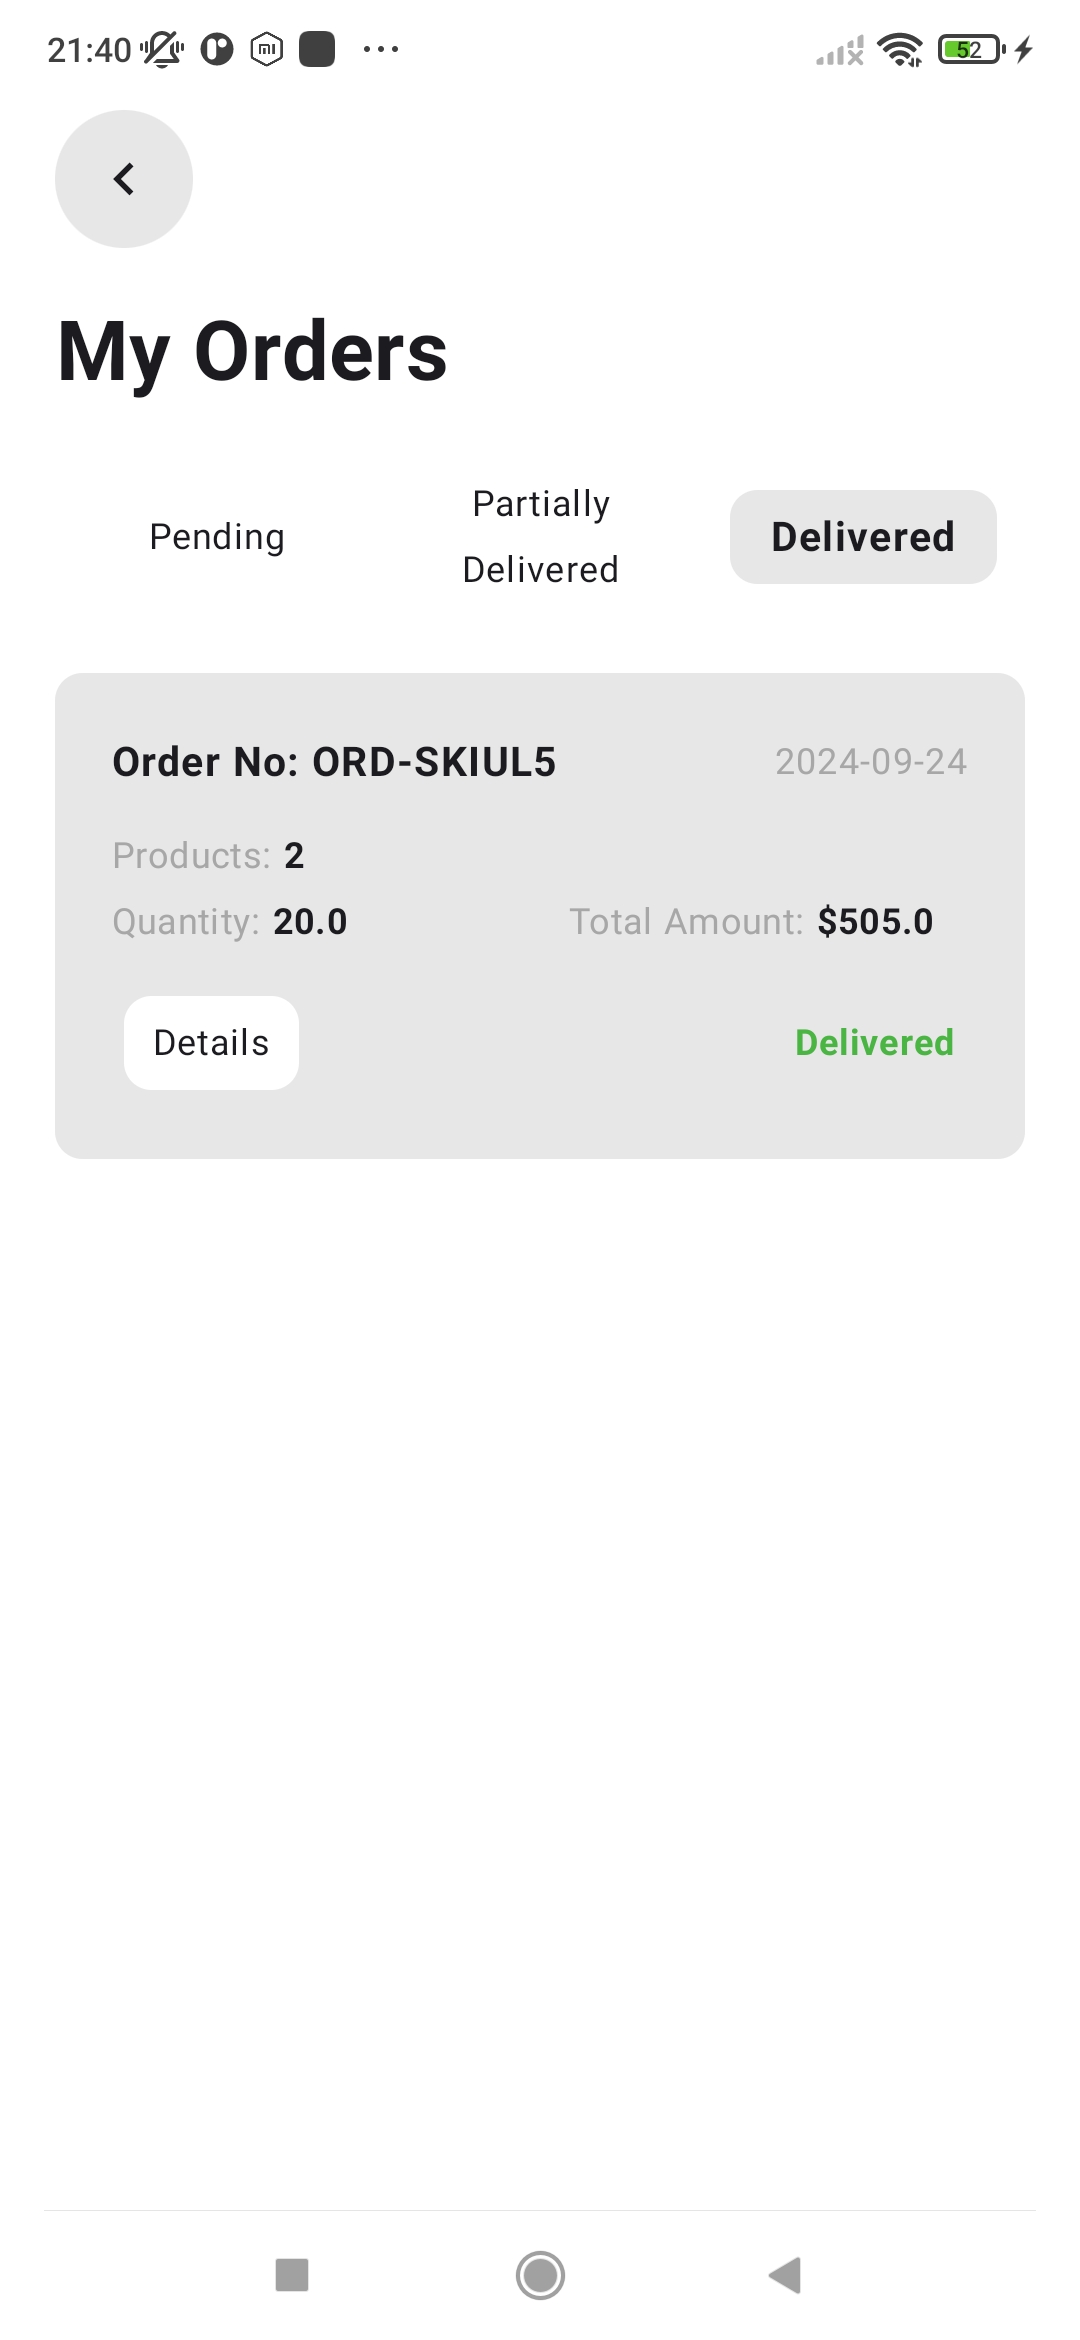 21:40
52
My Orders
Pending
Partially
Delivered
Delivered
Order No: ORD-SKIUL5
2024-09-24
Products: 2
Quantity: 20.0
Total Amount: $505.0
Details
Delivered